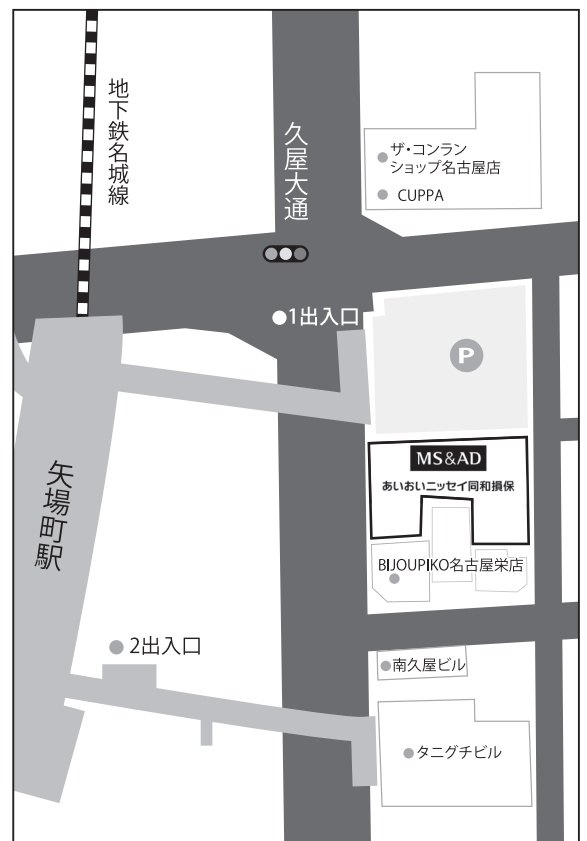 地下鉄名城線
久屋大通
ザ・コンラン
ショップ名古屋店
CUPPA
1出入口
P
MS&AD
あいおいニッセイ同和損保
矢場町駅
BIJOUPIKO名古屋栄店
2出入口
南久屋ビル
タニグチビル